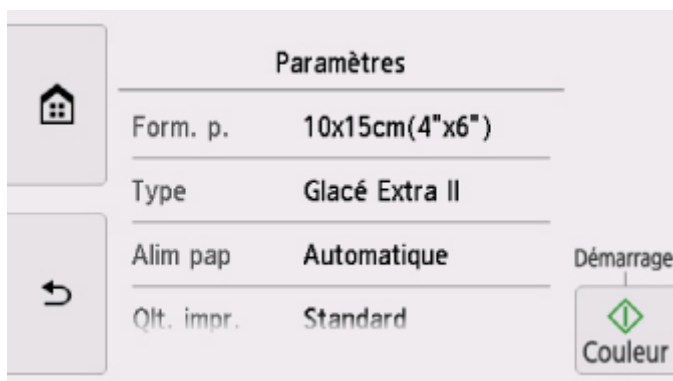 Paramètres
Form. p. 10x15cm(4"x6")
Type Glacé Extra II
Alim pap Automatique
Qlt. impr. Standard
Démarrage
Couleur